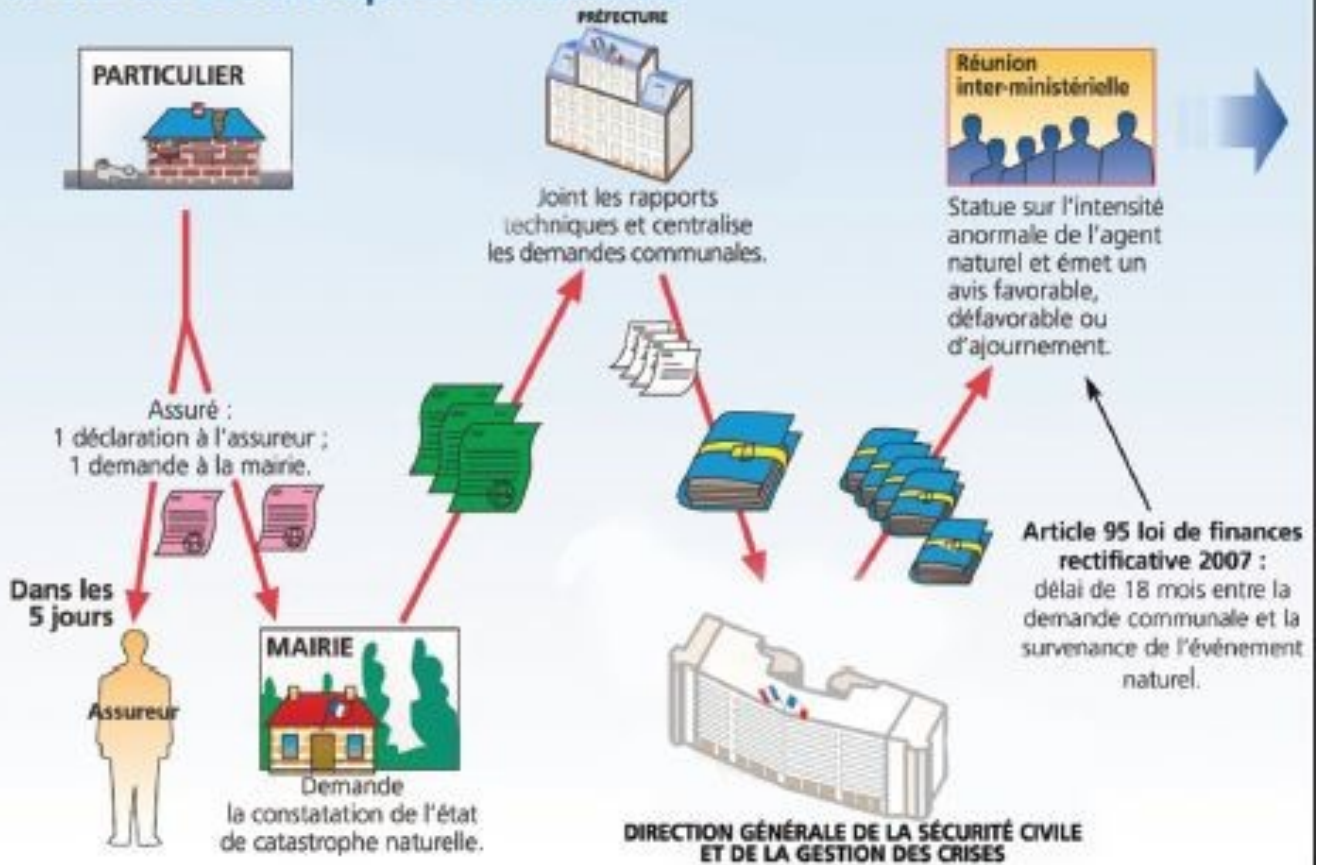 PARTICULIER
Assuré :
1 déclaration à l'assureur ;
1 demande à la mairie.
Dans les
5 jours
Assureur
MAIRIE
Demande
la constatation de l'état
de catastrophe naturelle.
PRÉFECTURE
Joint les rapports
techniques et centralise
les demandes communales.
DIRECTION GÉNÉRALE DE LA SÉCURITÉ CIVILE
ET DE LA GESTION DES CRISES
Réunion
inter-ministérielle
Statue sur l'intensité
anormale de l'agent
naturel et émet un
avis favorable,
défavorable ou
d'ajournement.
Article 95 loi de finances
rectificative 2007 :
délai de 18 mois entre la
demande communale et la
survenance de l'événement
naturel.